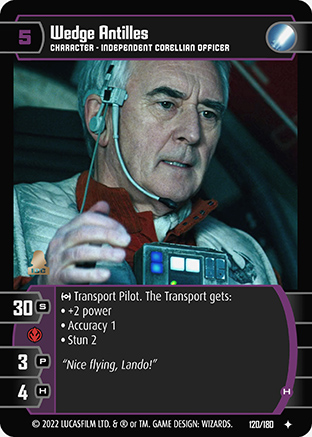 5
Wedge Antilles
CHARACTER - INDEPENDENT CORELLIAN OFFICER
30 S
Transport Pilot. The Transport gets:
• +2 power
• Accuracy 1
• Stun 2
3 P
“Nice flying, Lando!”
4 H
H
© 2022 LUCASFILM LTD. & ® or TM. GAME DESIGN: WIZARDS.
120/180